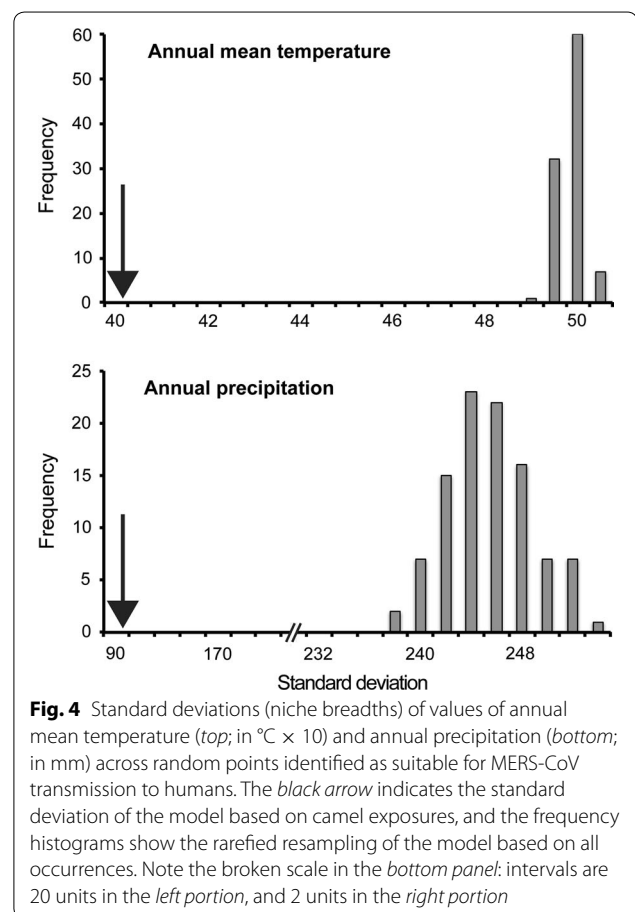 Annual mean temperature
60
50
40
30
20
10
0
Frequency
40 42 44 46 48 50
Annual precipitation
25
20
15
10
5
0
Frequency
90 170 232 240 248
Standard deviation
Fig. 4 Standard deviations (niche breadths) of values of annual
mean temperature (top; in °C × 10) and annual precipitation (bottom;
in mm) across random points identified as suitable for MERS-CoV
transmission to humans. The black arrow indicates the standard
deviation of the model based on camel exposures, and the frequency
histograms show the rarefied resampling of the model based on all
occurrences. Note the broken scale in the bottom panel: intervals are
20 units in the left portion, and 2 units in the right portion